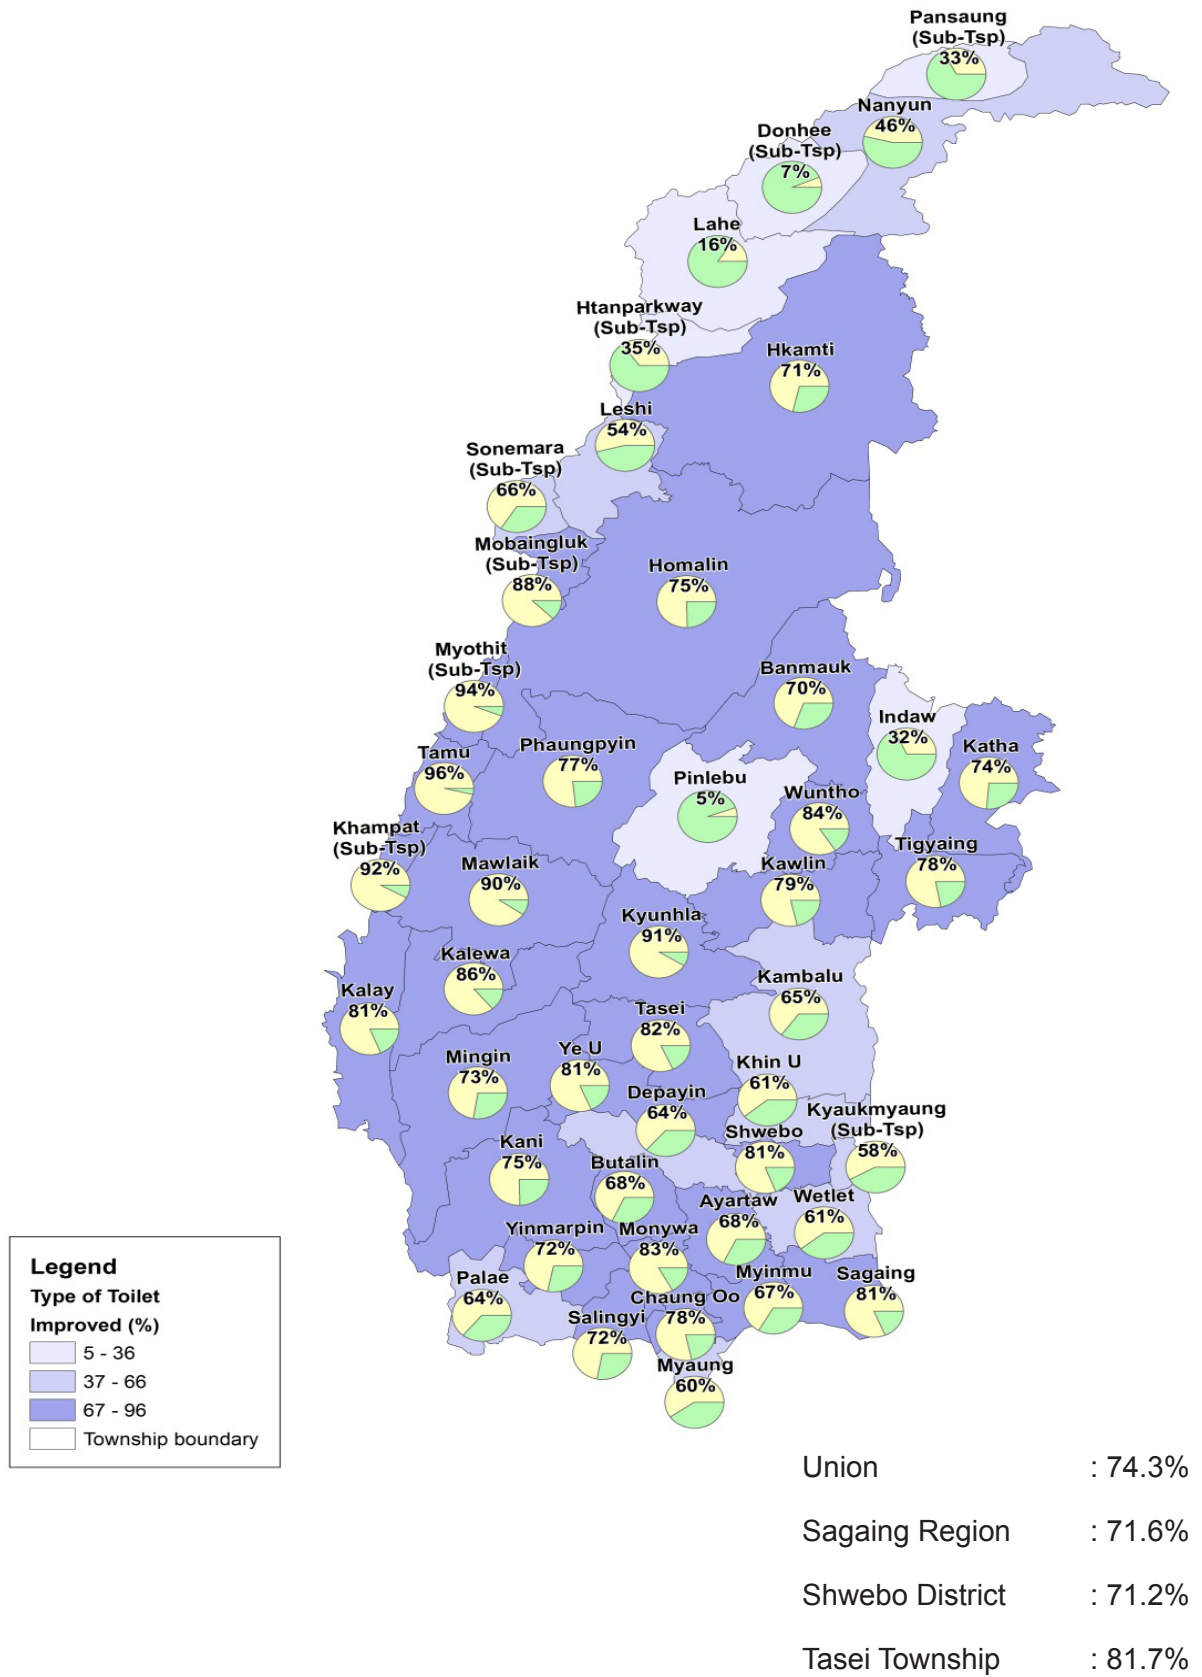 Pansaung
(Sub-Tsp)
33%
Nanyun
46%
Donhee
(Sub-Tsp)
7%
Lahe
16%
Htanparkway
(Sub-Tsp)
35%
Hkamti
71%
Leshi
54%
Sonemara
(Sub-Tsp)
66%
Mobaingluk
(Sub-Tsp)
88%
Homalin
75%
Myothit
(Sub-Tsp)
94%
Banmauk
70%
Indaw
32%
Katha
74%
Tamu
96%
Phaungpyin
77%
Pinlebu
5%
Wuntho
84%
Khampat
(Sub-Tsp)
92%
Mawlaik
90%
Kawlin
79%
Tigyaing
78%
Kyunhla
91%
Kalewa
86%
Kambalu
65%
Kalay
81%
Tasei
82%
Mingin
73%
Ye U
81%
Khin U
61%
Depayin
64%
Kyaukmyaung
(Sub-Tsp)
58%
Shwebo
81%
Kani
75%
Butalin
68%
Ayartaw
68%
Wetlet
61%
Yinmarpin
72%
Monywa
83%
Myinmu
67%
Sagaing
81%
Palae
64%
Chaung Oo
78%
Salingyi
72%
Myaung
60%
Legend
Type of Toilet
Improved (%)
5 - 36
37 - 66
67 - 96
Township boundary
Union : 74.3%
Sagaing Region : 71.6%
Shwebo District : 71.2%
Tasei Township : 81.7%